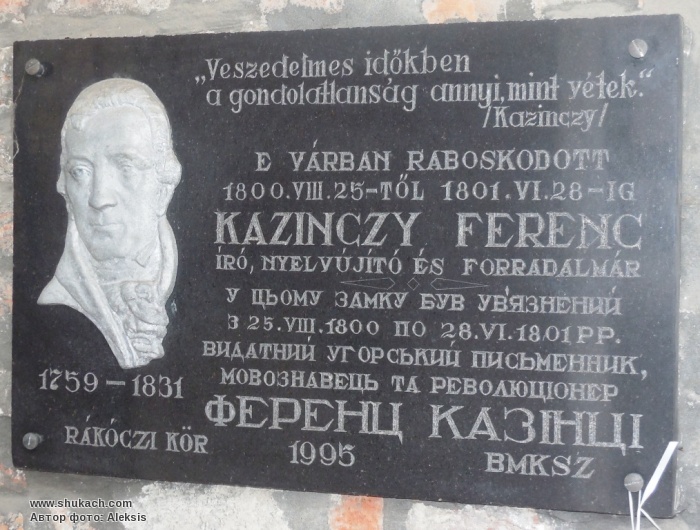 „Veszedelmes időkben
a gondolatlanság annyi, mint vétek."
/Kazinczy/
E VÁRBAN RABOSKODOTT
1800.VIII.25-TŐL 1801.VI.28-IG
KAZINCZY FERENC
ÍRÓ, NYELVÚJÍTÓ ÉS FORRADALMÁR
У ЦЬОМУ ЗАМКУ БУВ УВ'ЯЗНЕНИЙ
З 25.VIII.1800 ПО 28.VI.1801РР.
ВИДАТНИЙ УГОРСЬКИЙ ПИСЬМЕННИК,
МОВОЗНАВЕЦЬ ТА РЕВОЛЮЦІОНЕР
ФЕРЕНЦ КАЗІНЦІ
1759-1831
RÁKÓCZI KÖR
1995
BMKSZ
www.shukach.com
Автор фото: Aleksis